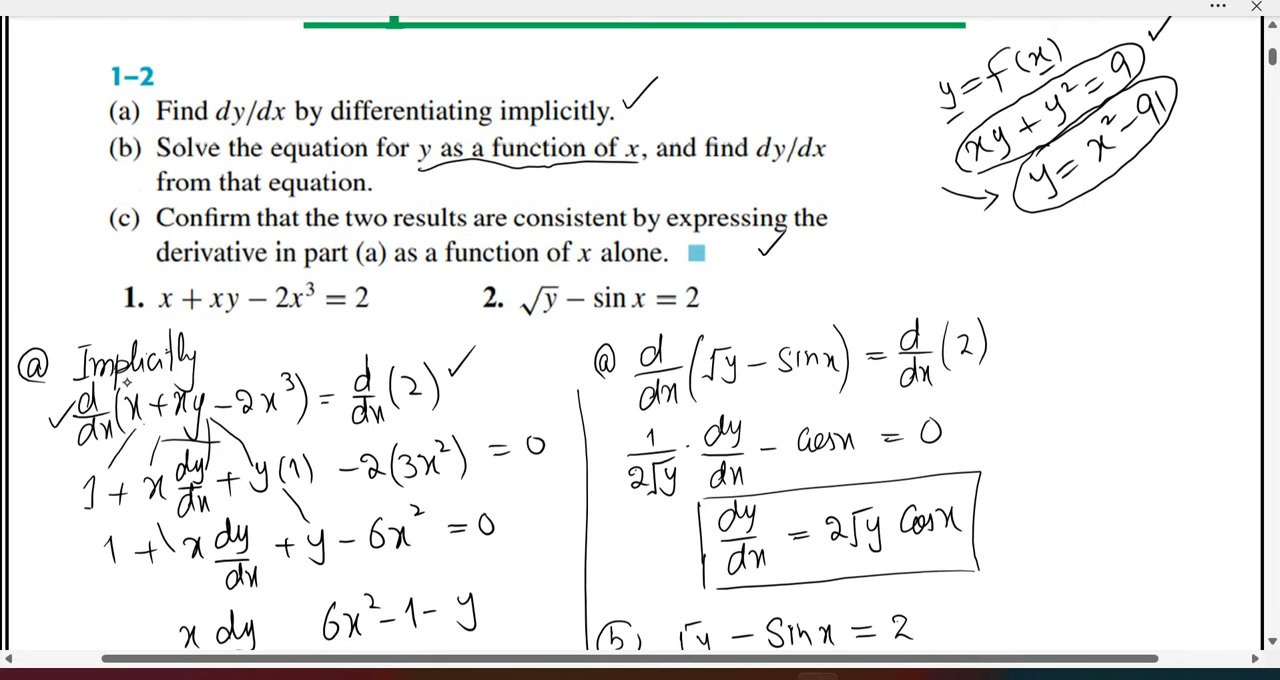 y = f(x)
xy + y² = 9
y = x² - 91
1–2
(a) Find dy/dx by differentiating implicitly.
(b) Solve the equation for y as a function of x, and find dy/dx
from that equation.
(c) Confirm that the two results are consistent by expressing the
derivative in part (a) as a function of x alone.
1. x + xy − 2x³ = 2
2. √y − sin x = 2
@ Implicitly
d/dx (x + xy - 2x³) = d/dx (2)
1 + x dy/dx + y(1) - 2(3x²) = 0
1 + x dy/dx + y - 6x² = 0
x dy 6x² - 1 - y
@ d/dx (√y - Sinx) = d/dx (2)
1/2√y · dy/dx - Cosx = 0
dy/dx = 2√y Cosx
(b) √y - Sinx = 2